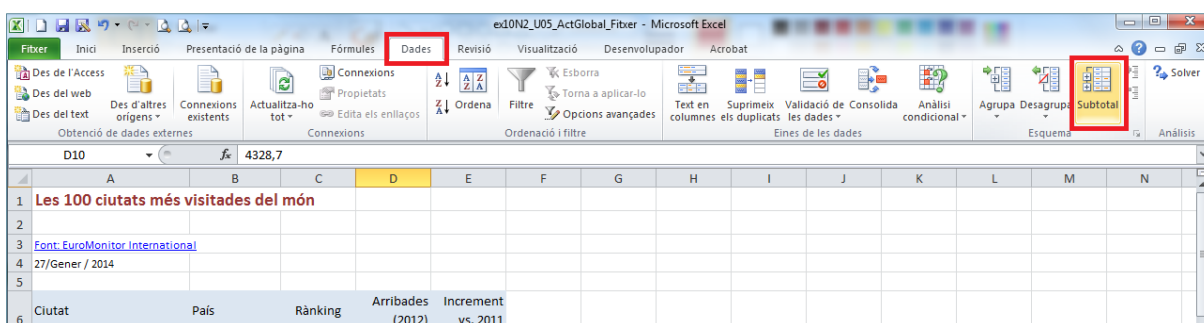 ex10N2_U05_ActGlobal_Fitxer - Microsoft Excel
Fitxer Inici Inserció Presentació de la pàgina Fórmules Dades Revisió Visualització Desenvolupador Acrobat
Des de l'Access
Des del web
Des del text
Des d'altres
orígens
Connexions
existents
Obtenció de dades externes
Actualitza-ho
tot
Connexions
Propietats
Edita els enllaços
Connexions
Ordena
Filtre
Esborra
Torna a aplicar-lo
Opcions avançades
Ordenació i filtre
Text en
columnes
Suprimeix
els duplicats
Validació de
les dades
Consolida
Anàlisi
condicional
Eines de les dades
Agrupa
Desagrupa
Subtotal
Esquema
Solver
Anàlisi
D10 fx 4328,7
A B C D E F G H I J K L M N
1 Les 100 ciutats més visitades del món
2
3 Font: EuroMonitor International
4 27/Gener / 2014
5
6 Ciutat País Rànking Arribades (2012) Increment vs. 2011